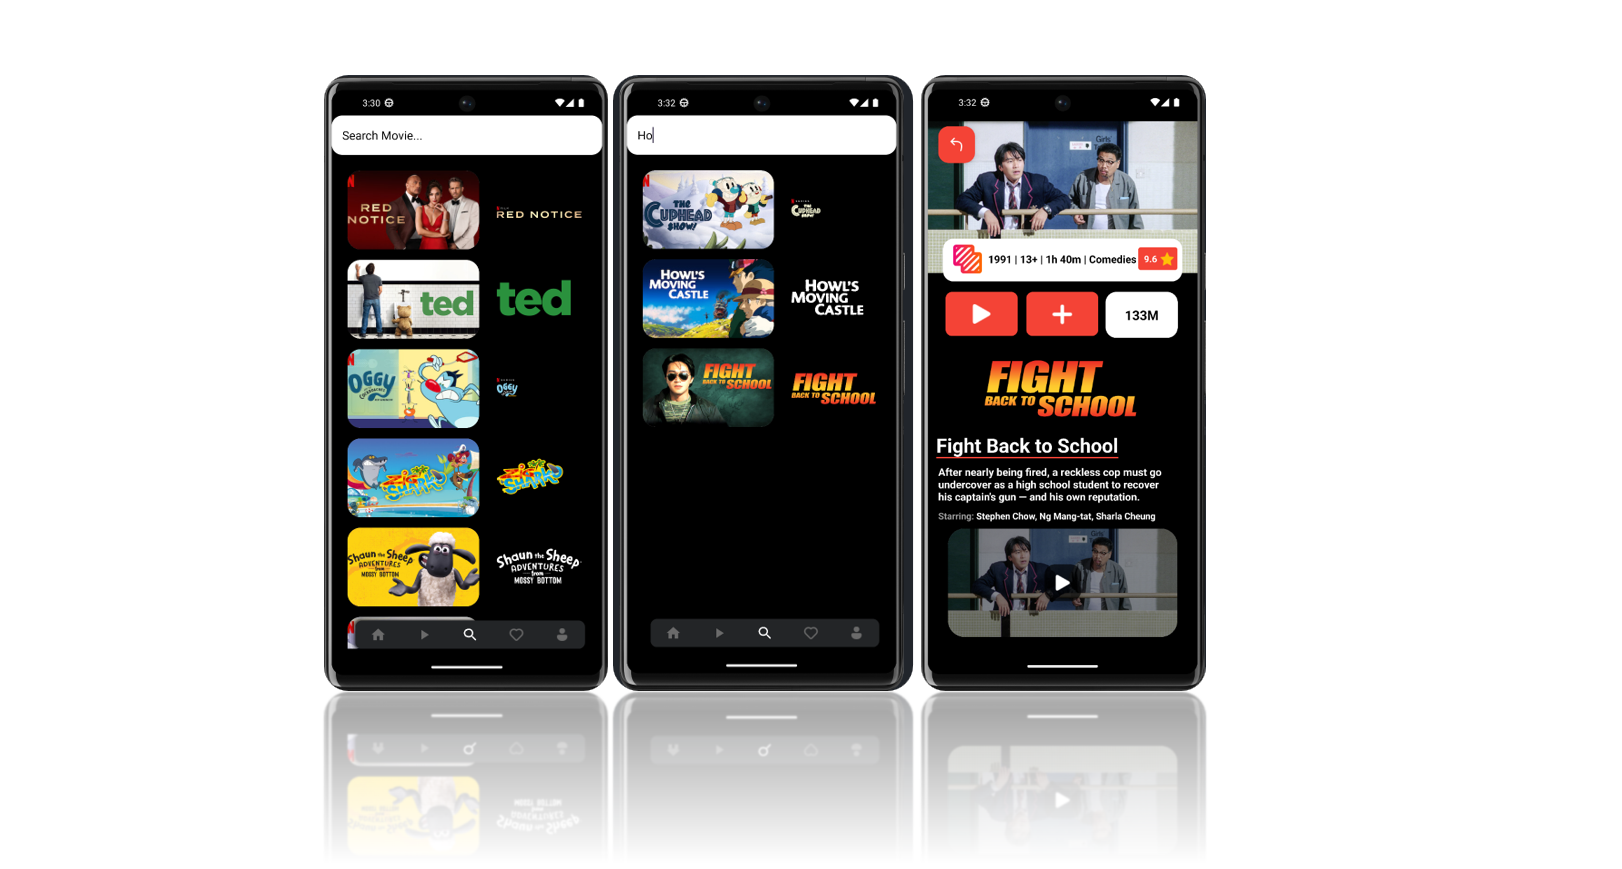 3:30
Search Movie...
N
RED
NOTICE
RED NOTICE
ted
ted
N
OGGY
OGGY
ZIG &
SHARKO
ZIG &
SHARKO
Shaun the Sheep
ADVENTURES
from
MOSSY BOTTOM
Shaun the Sheep
ADVENTURES
from
MOSSY BOTTOM
3:32
Ho
N
THE
CUPHEAD
SHOW!
THE
CUPHEAD
SHOW!
HOWL'S
MOVING
CASTLE
HOWL'S
MOVING
CASTLE
FIGHT
BACK TO SCHOOL
FIGHT
BACK TO SCHOOL
3:32
Girls'
1991 | 13+ | 1h 40m | Comedies
9.6
133M
FIGHT
BACK TO SCHOOL
Fight Back to School
After nearly being fired, a reckless cop must go
undercover as a high school student to recover
his captain's gun — and his own reputation.
Starring: Stephen Chow, Ng Mang-tat, Sharla Cheung